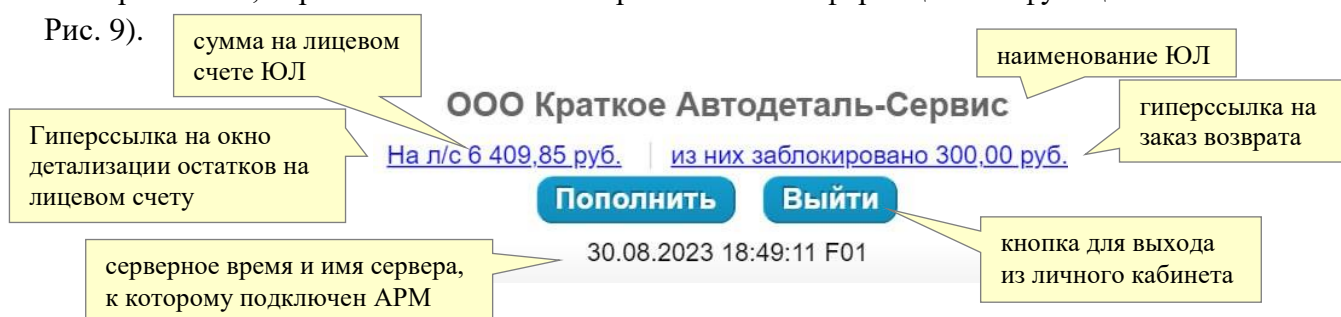 Рис. 9).
сумма на лицевом
счете ЮЛ
наименование ЮЛ
ООО Краткое Автодеталь-Сервис
гиперссылка на
заказ возврата
Гиперссылка на окно
детализации остатков на
лицевом счету
На л/с 6 409,85 руб.
из них заблокировано 300,00 руб.
Пополнить
Выйти
30.08.2023 18:49:11 F01
кнопка для выхода
из личного кабинета
серверное время и имя сервера,
к которому подключен АРМ